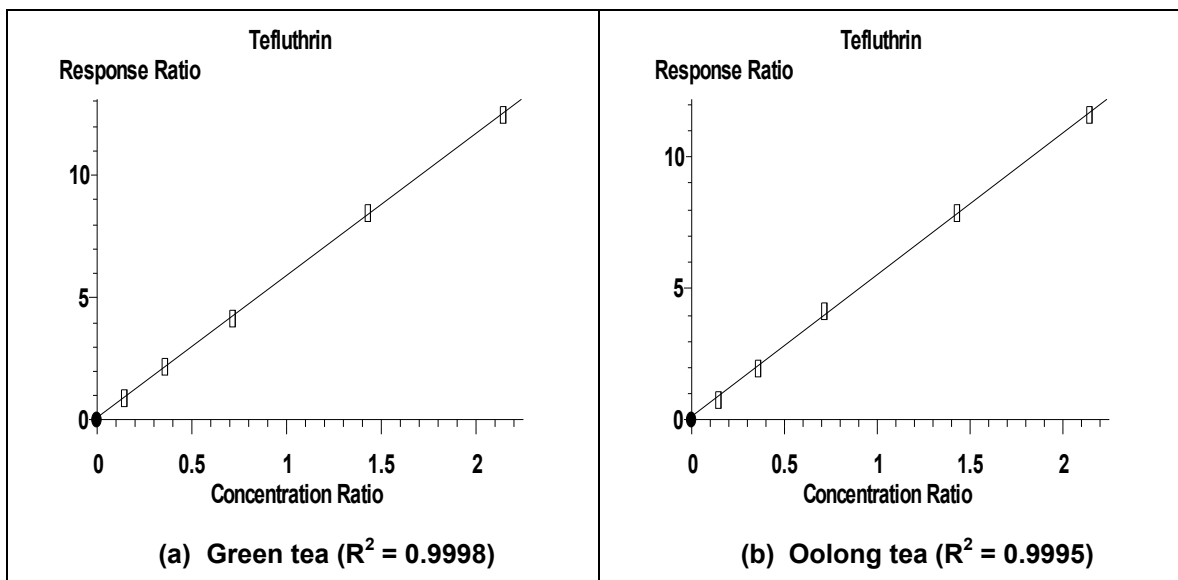 Tefluthrin
Response Ratio
10
5
0
0 0.5 1 1.5 2
Concentration Ratio
(a) Green tea (R² = 0.9998)
Tefluthrin
Response Ratio
10
5
0
0 0.5 1 1.5 2
Concentration Ratio
(b) Oolong tea (R² = 0.9995)